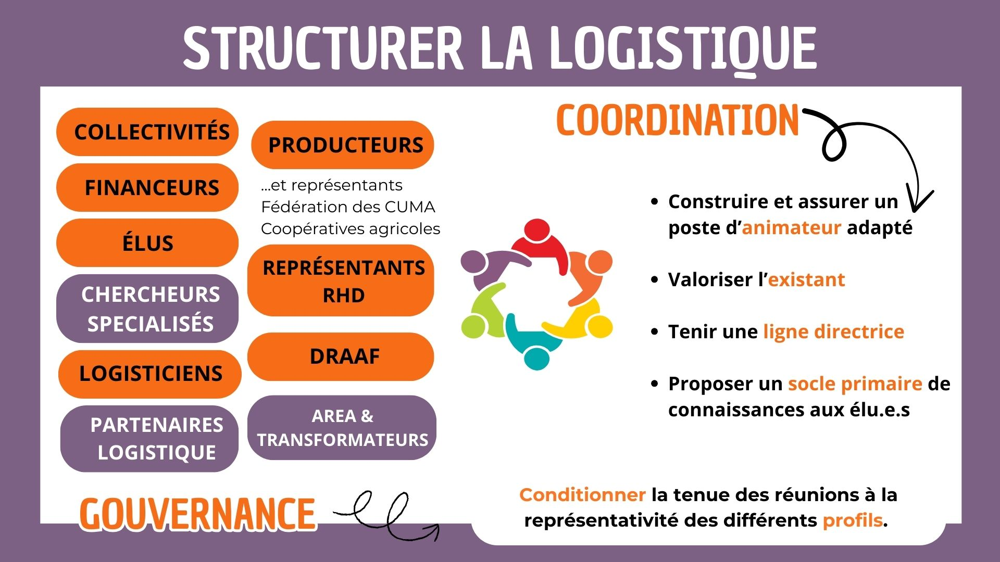 STRUCTURER LA LOGISTIQUE
COLLECTIVITÉS
FINANCEURS
ÉLUS
CHERCHEURS
SPECIALISÉS
LOGISTICIENS
PARTENAIRES
LOGISTIQUE
PRODUCTEURS
...et représentants
Fédération des CUMA
Coopératives agricoles
REPRÉSENTANTS
RHD
DRAAF
AREA &
TRANSFORMATEURS
GOUVERNANCE
COORDINATION
• Construire et assurer un
poste d’animateur adapté
• Valoriser l’existant
• Tenir une ligne directrice
• Proposer un socle primaire de
connaissances aux élu.e.s
Conditionner la tenue des réunions à la
représentativité des différents profils.